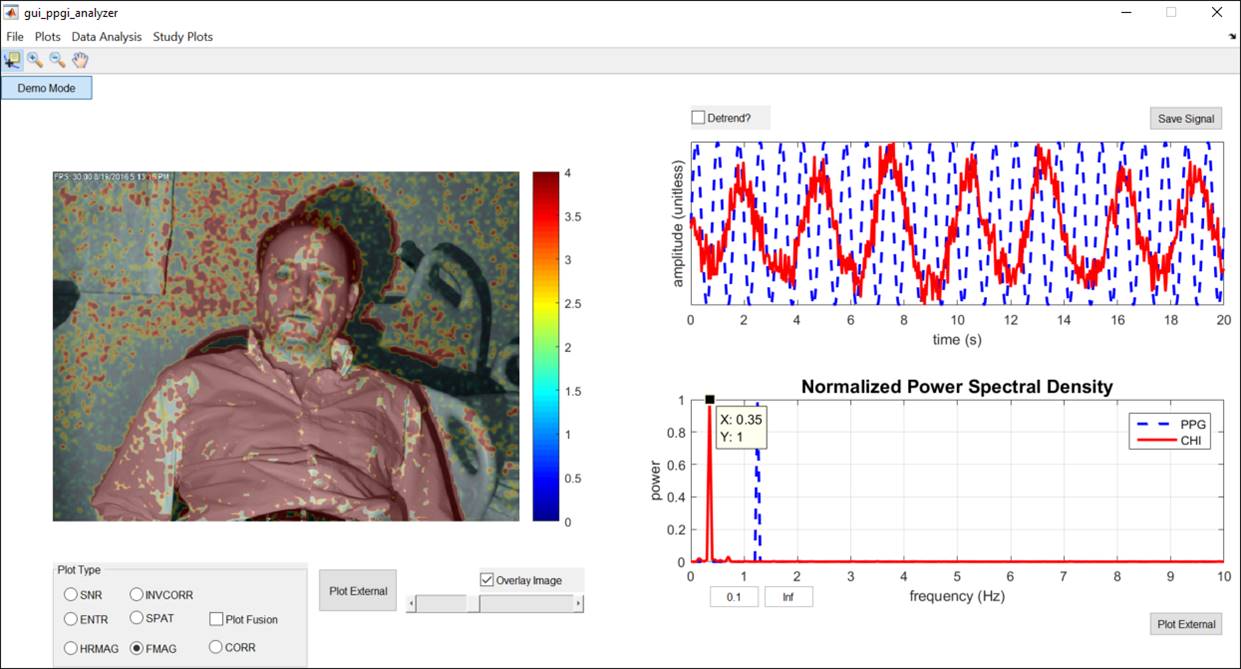 gui_ppgi_analyzer
File Plots Data Analysis Study Plots
Demo Mode
Detrend?
Save Signal
FPS: 30.00 8/19/2016 5:13:15 PM
4
3.5
3
2.5
2
1.5
1
0.5
0
amplitude (unitless)
0 2 4 6 8 10 12 14 16 18 20
time (s)
Normalized Power Spectral Density
X: 0.35
Y: 1
PPG
CHI
power
1
0.8
0.6
0.4
0.2
0
0 1 2 3 4 5 6 7 8 9 10
0.1 Inf
frequency (Hz)
Plot External
Plot Type
SNR INVCORR
ENTR SPAT Plot Fusion
HRMAG FMAG CORR
Plot External
Overlay Image